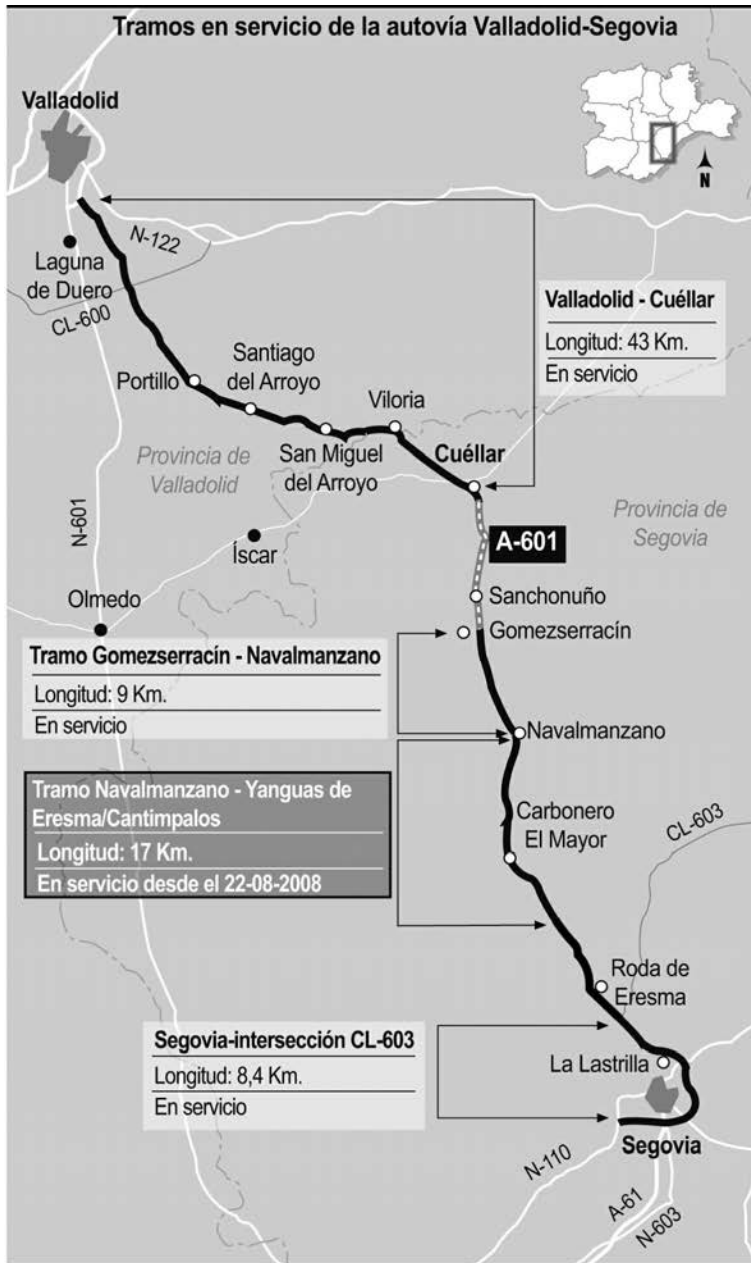 Tramos en servicio de la autovía Valladolid-Segovia
Valladolid
N
N-122
Laguna
de Duero
CL-600
Valladolid - Cuéllar
Longitud: 43 Km.
En servicio
Portillo
Santiago
del Arroyo
Viloria
San Miguel
del Arroyo
Cuéllar
Provincia de
Valladolid
Provincia de
Segovia
N-601
Íscar
A-601
Olmedo
Sanchonuño
Gomezserracín
Tramo Gomezserracín - Navalmanzano
Longitud: 9 Km.
En servicio
Navalmanzano
Tramo Navalmanzano - Yanguas de
Eresma/Cantimpalos
Longitud: 17 Km.
En servicio desde el 22-08-2008
Carbonero
El Mayor
CL-603
Roda de
Eresma
Segovia-intersección CL-603
Longitud: 8,4 Km.
En servicio
La Lastrilla
Segovia
N-110
A-61
N-603